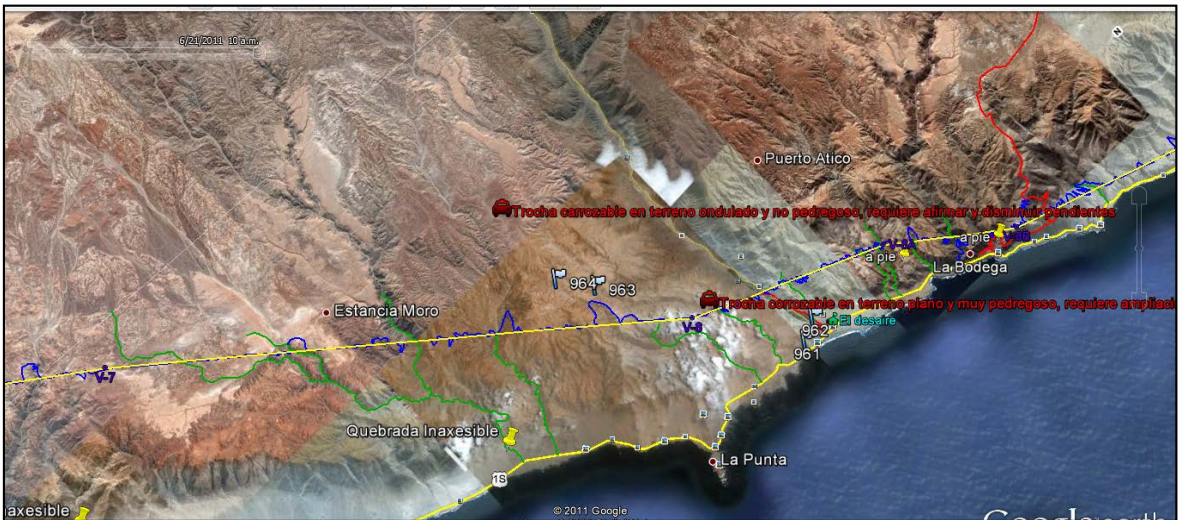 6/21/2011 10 a.m.
Puerto Atico
Trocha carrozable en terreno ondulado y no pedregoso, requiere afirmar y disminuir pendientes
a pie
a pie
La Bodega
964
963
Trocha corrozable en terreno plano y muy pedregoso, requiere ampliaci
Estancia Moro
El desaire
V-8
962
961
V-7
Quebrada Inaxesible
La Punta
1S
axesible
© 2011 Google
Google earth